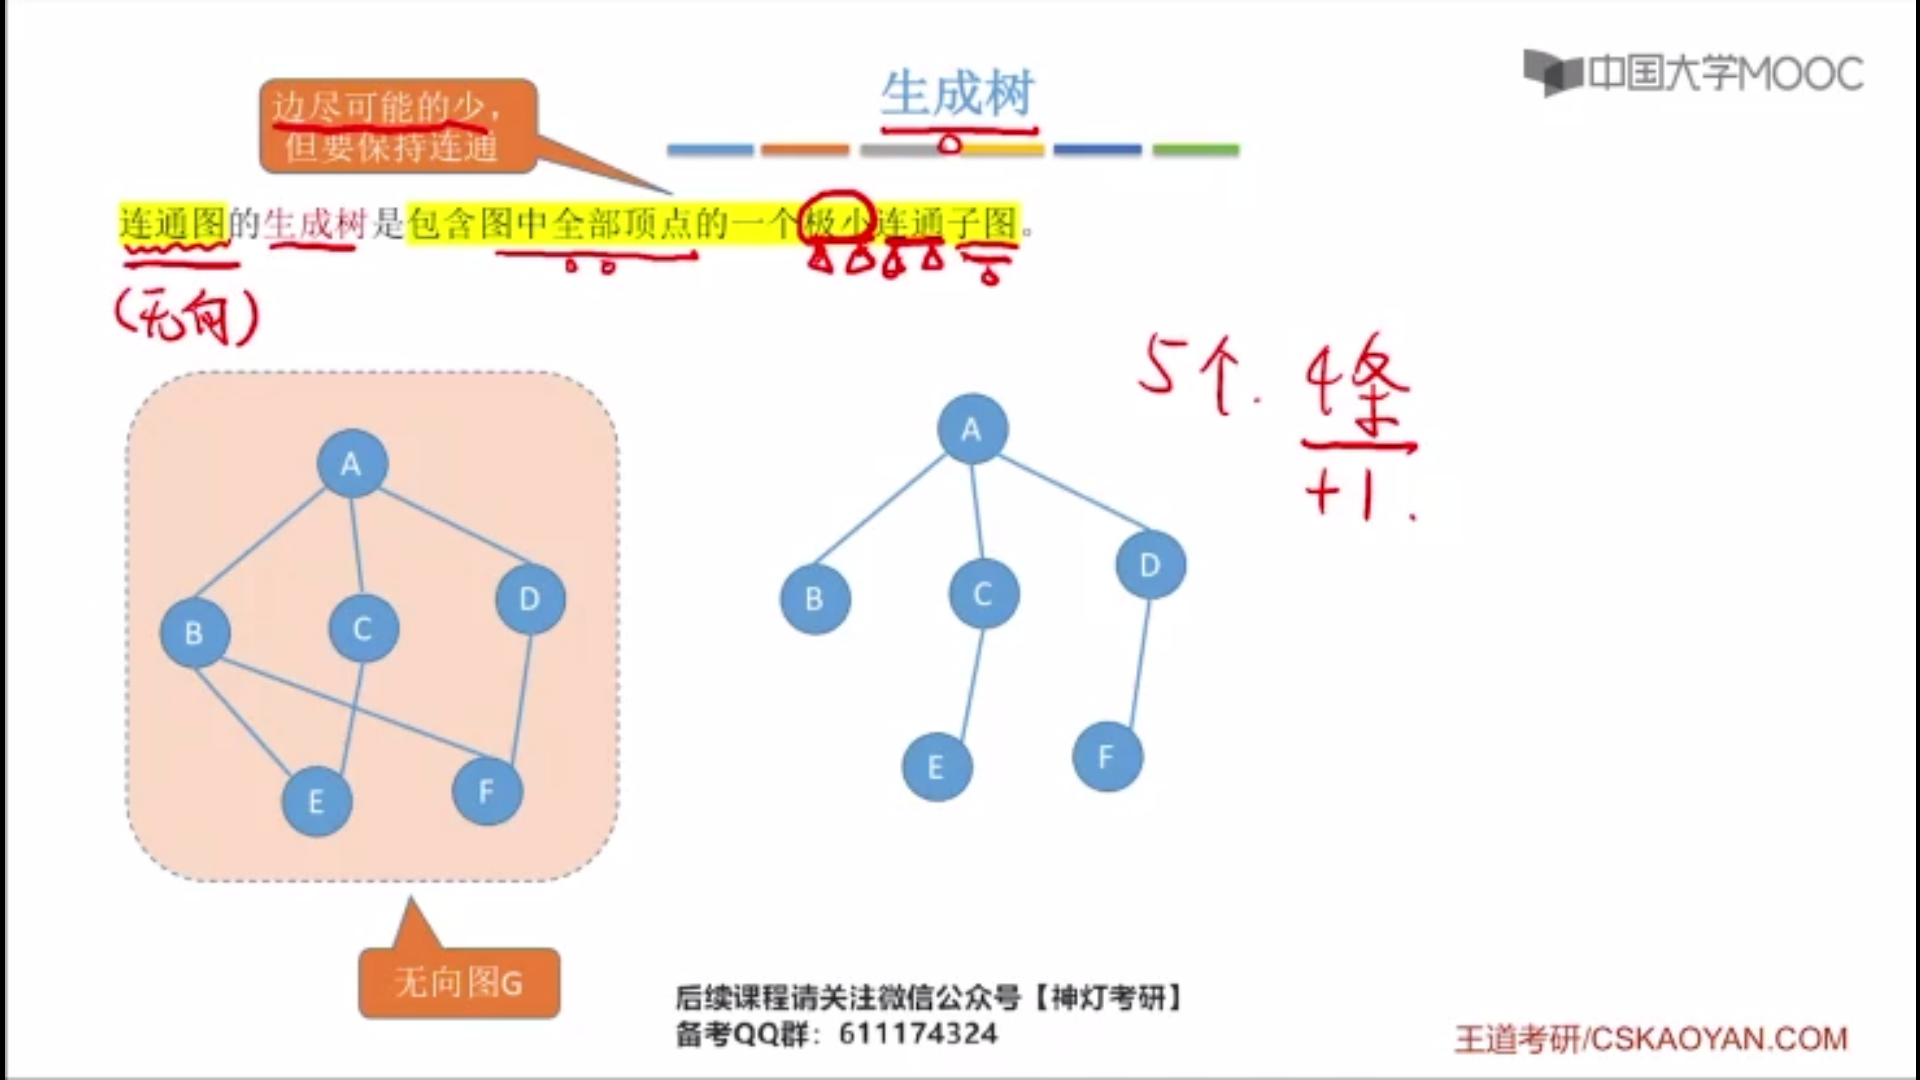 中国大学MOOC
生成树
边尽可能的少，
但要保持连通
连通图的生成树是包含图中全部顶点的一个极小连通子图。
(无向)
5个. 4条
+1.
A
B
C
D
E
F
A
B
C
D
E
F
无向图G
后续课程请关注微信公众号【神灯考研】
备考QQ群：611174324
王道考研/CSKAOYAN.COM